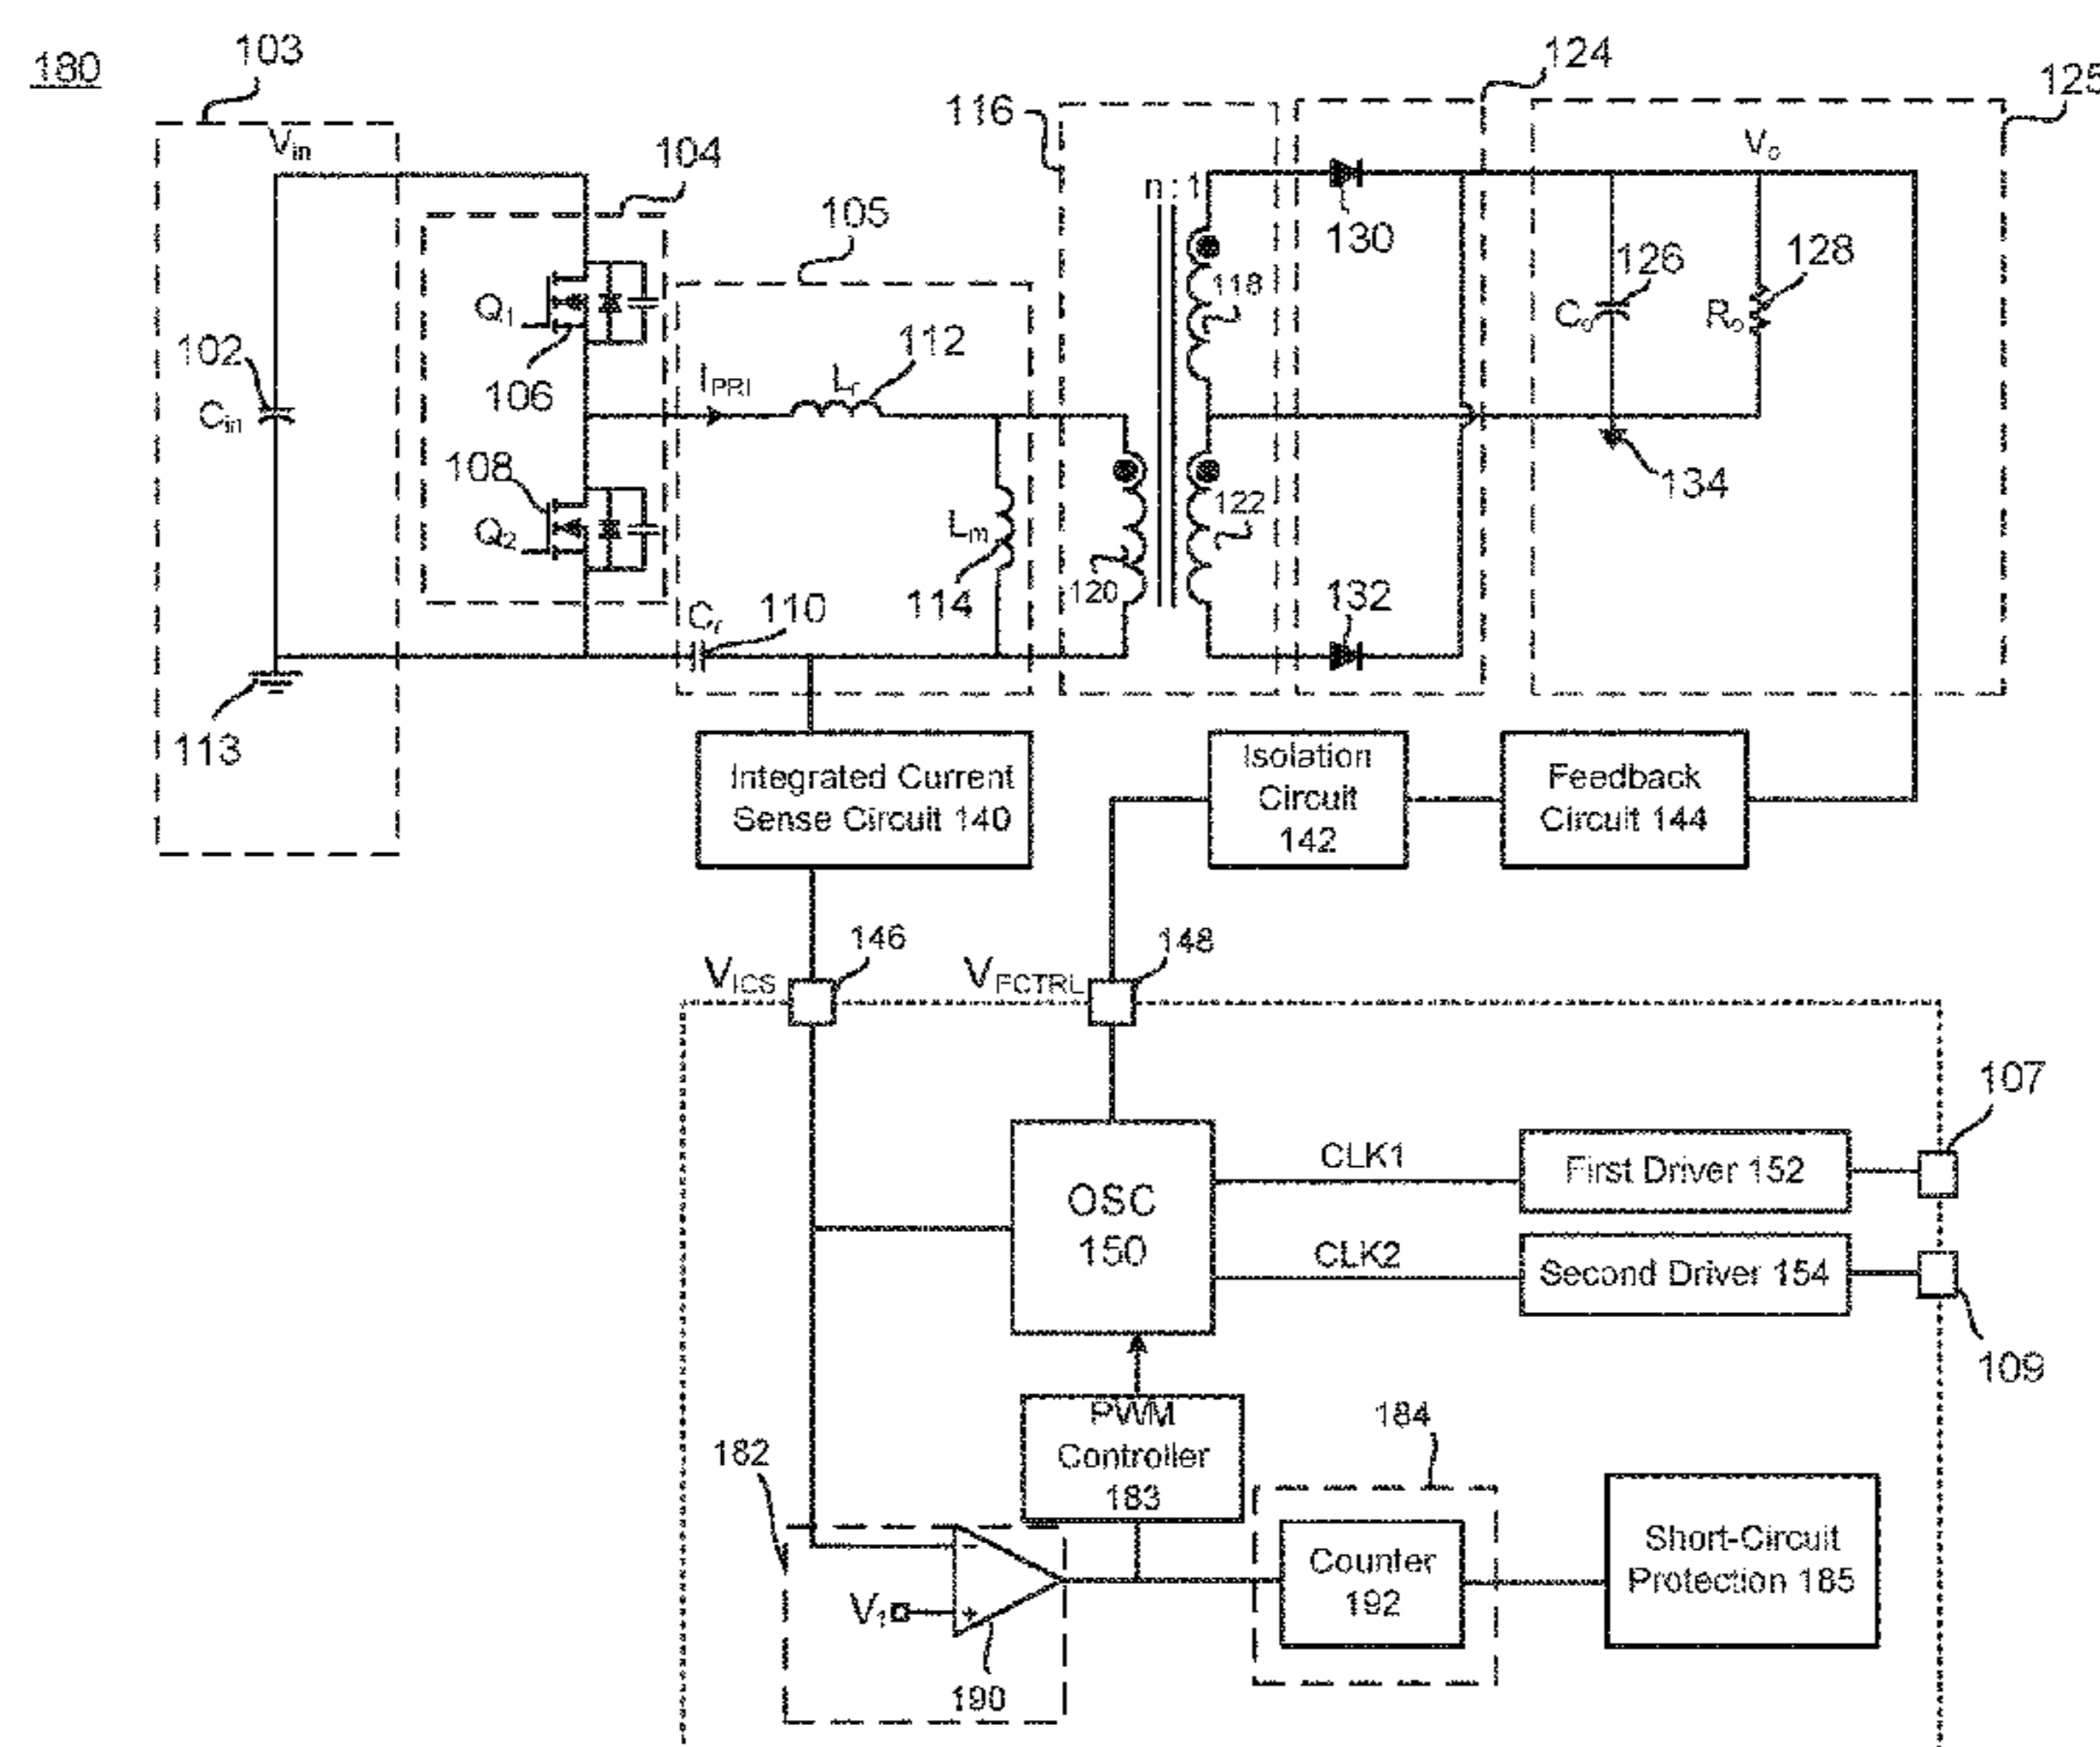 180
103
124
125
116
Vin
104
Vo
n : 1
105
130
126
128
118
Q1
112
Co
Ro
102
IPRI
Lr
106
Cin
108
134
122
Lm
Q2
120
114
132
Cr
110
113
Integrated Current
Sense Circuit 140
Isolation
Circuit
142
Feedback
Circuit 144
146
148
VICS
VFCTRL
107
CLK1
First Driver 152
OSC
150
CLK2
Second Driver 154
109
PWM
Controller
183
184
182
Short-Circuit
Protection 185
Counter
192
V1
+
190